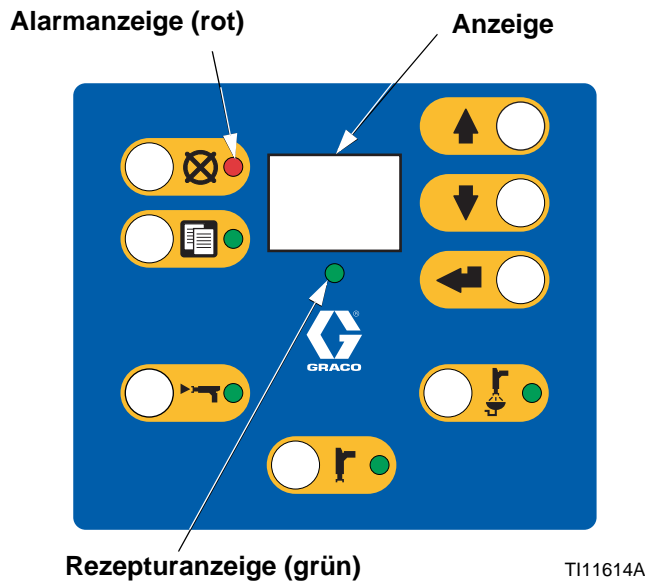 Alarmanzeige (rot)
Anzeige
®
GRACO
Rezepturanzeige (grün)
TI11614A